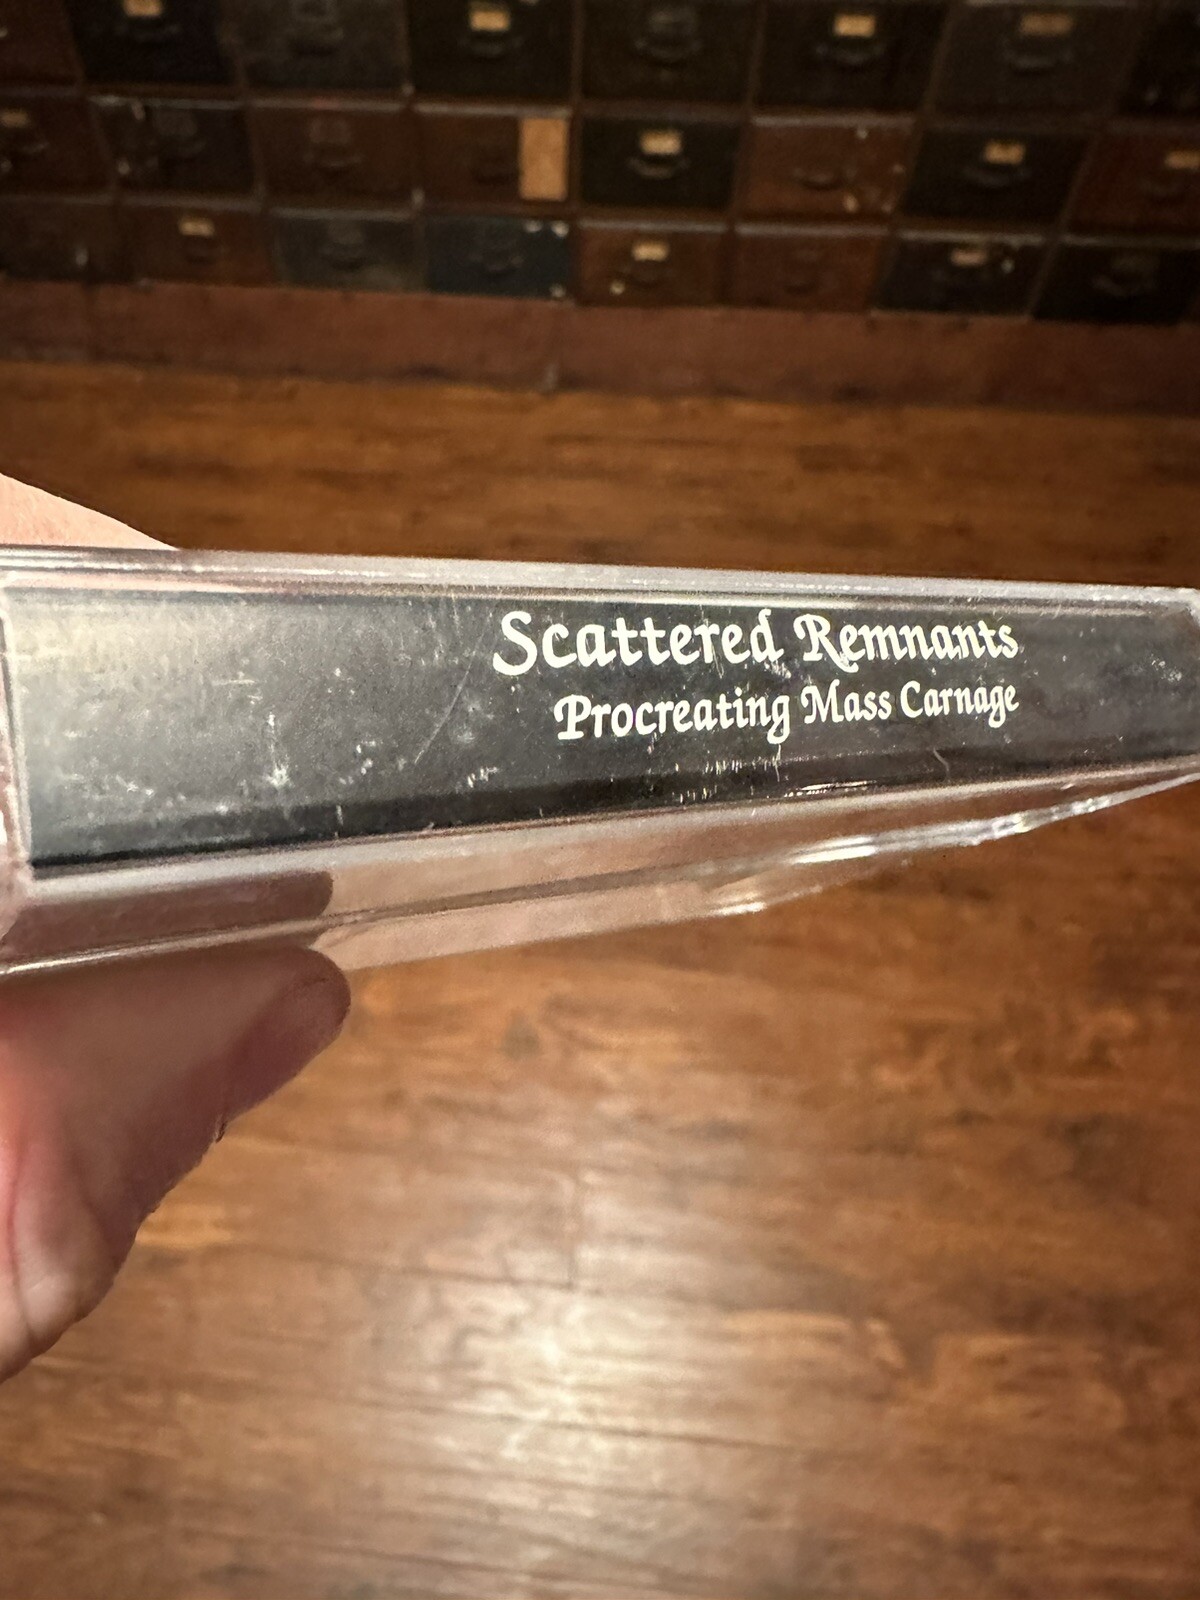 Scattered Remnants
Procreating Mass Carnage